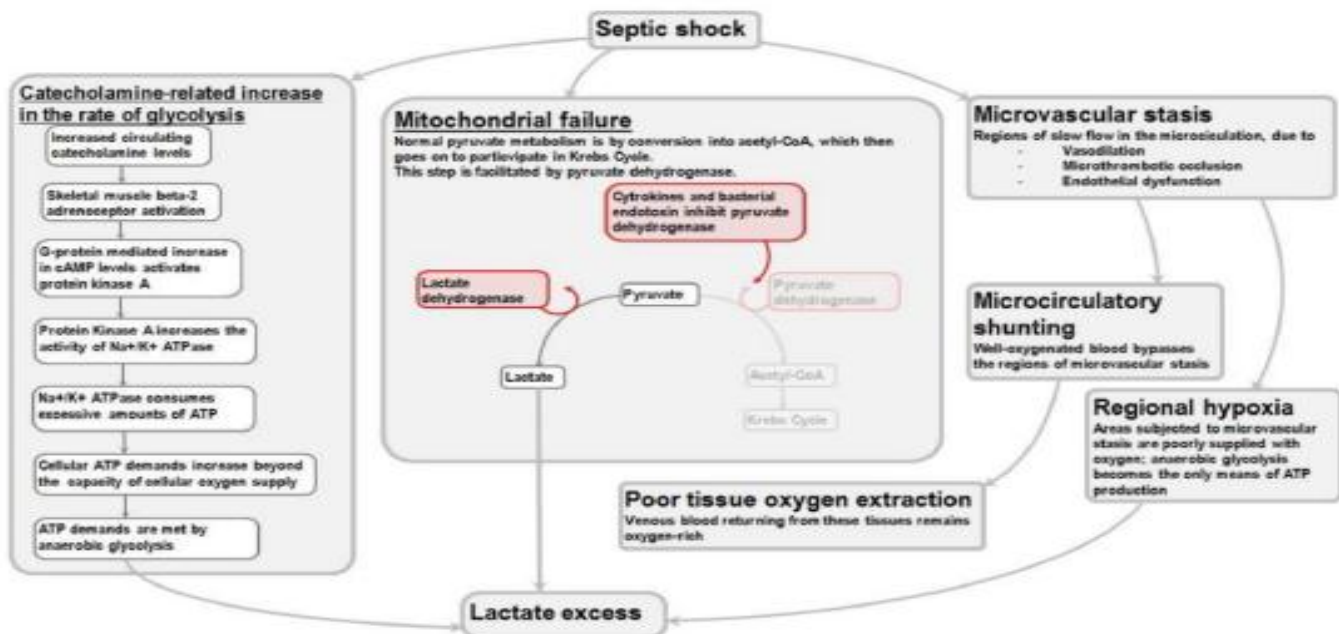 Septic shock
Catecholamine-related increase
in the rate of glycolysis
Increased circulating
catecholamine levels
Skeletal muscle beta-2
adrenoceptor activation
G-protein mediated increase
in cAMP levels activates
protein kinase A
Protein Kinase A increases the
activity of Na+/K+ ATPase
Na+/K+ ATPase consumes
excessive amounts of ATP
Cellular ATP demands increase beyond
the capacity of cellular oxygen supply
ATP demands are met by
anaerobic glycolysis
Mitochondrial failure
Normal pyruvate metabolism is by conversion into acetyl-CoA, which then
goes on to partievipate in Krebs Cycle.
This step is facilitated by pyruvate dehydrogenase.
Cytrokines and bacterial
endotoxin inhibit pyruvate
dehydrogenase
Lactate
dehydrogenase
Pyruvate
Pyruvate
dehydrogenase
Lactate
Acetyl-CoA
Krebs Cycle
Microvascular stasis
Regions of slow flow in the microciculation, due to
- Vasodilation
- Microthrombotic occlusion
- Endothelial dysfunction
Microcirculatory
shunting
Well-oxygenated blood bypasses
the regions of microvascular stasis
Regional hypoxia
Areas subjected to microvascular
stasis are poorly supplied with
oxygen; anaerobic glycolysis
becomes the only means of ATP
production
Poor tissue oxygen extraction
Venous blood returning from these tissues remains
oxygen-rich
Lactate excess